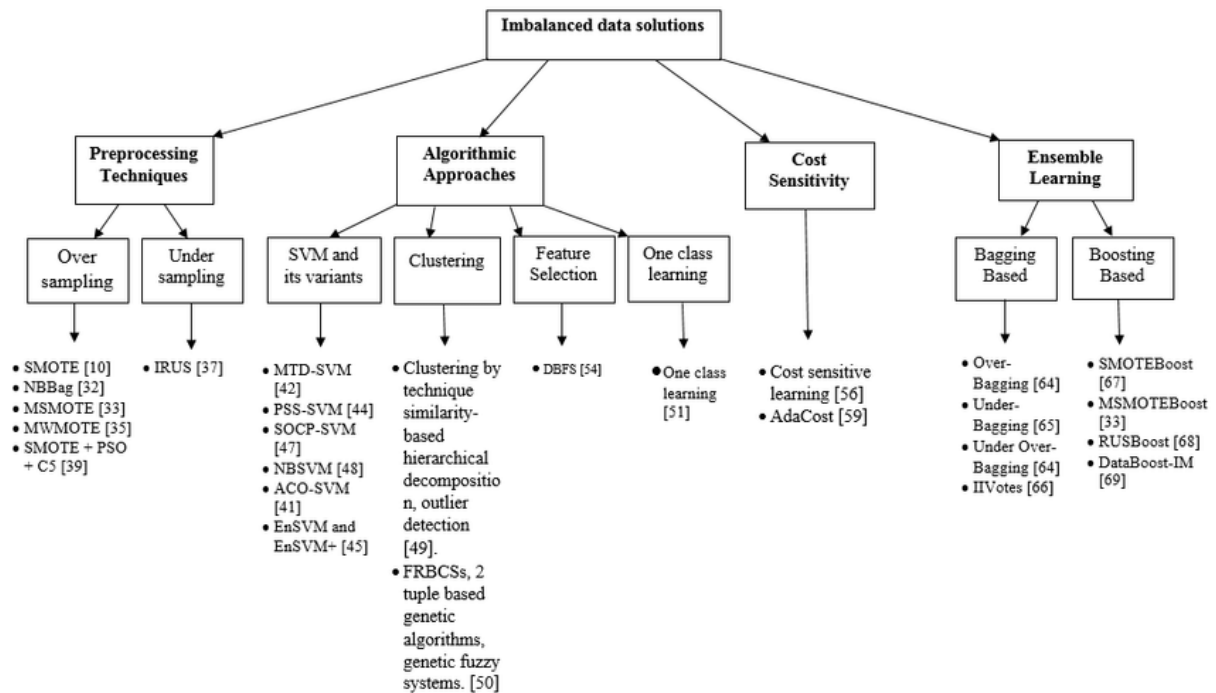 Imbalanced data solutions
Preprocessing
Techniques
Algorithmic
Approaches
Cost
Sensitivity
Ensemble
Learning
Over
sampling
Under
sampling
SVM and
its variants
Clustering
Feature
Selection
One class
learning
Bagging
Based
Boosting
Based
• SMOTE [10]
• NBBag [32]
• MSMOTE [33]
• MWMOTE [35]
• SMOTE + PSO
+ C5 [39]
• IRUS [37]
• MTD-SVM
[42]
• PSS-SVM [44]
• SOCP-SVM
[47]
• NBSVM [48]
• ACO-SVM
[41]
• EnSVM and
EnSVM+ [45]
• Clustering by
technique
similarity-
based
hierarchical
decompositio
n, outlier
detection
[49].
• FRBCSs, 2
tuple based
genetic
algorithms,
genetic fuzzy
systems. [50]
• DBFS [54]
• One class
learning
[51]
• Cost sensitive
learning [56]
• AdaCost [59]
• Over-
Bagging [64]
• Under-
Bagging [65]
• Under Over-
Bagging [64]
• IIVotes [66]
• SMOTEBoost
[67]
• MSMOTEBoost
[33]
• RUSBoost [68]
• DataBoost-IM
[69]